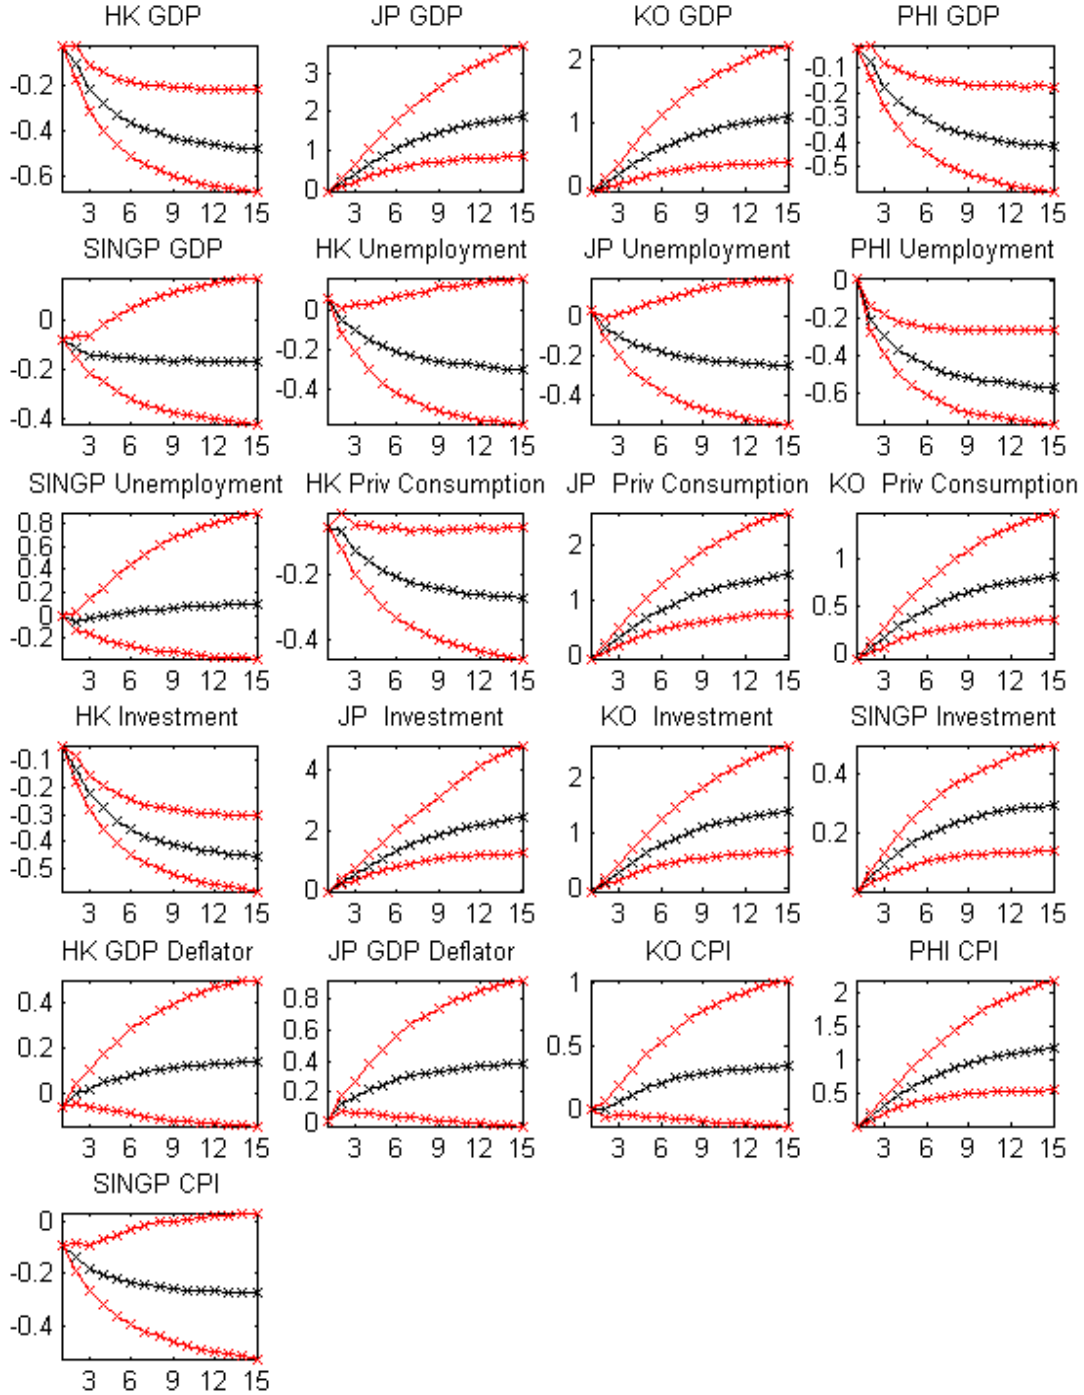 HK GDP JP GDP KO GDP PHI GDP
-0.2 -0.4 -0.6 3 2 1 0 2 1 0 -0.1 -0.2 -0.3 -0.4 -0.5
3 6 9 12 15 3 6 9 12 15 3 6 9 12 15 3 6 9 12 15
SINGP GDP HK Unemployment JP Unemployment PHI Uemployment
0 -0.2 -0.4 0 -0.2 -0.4 0 -0.2 -0.4 0 -0.2 -0.4 -0.6
3 6 9 12 15 3 6 9 12 15 3 6 9 12 15 3 6 9 12 15
SINGP Unemployment HK Priv Consumption JP Priv Consumption KO Priv Consumption
0.8 0.6 0.4 0.2 0 -0.2 -0.2 -0.4 2 1 0 1 0.5 0
3 6 9 12 15 3 6 9 12 15 3 6 9 12 15 3 6 9 12 15
HK Investment JP Investment KO Investment SINGP Investment
-0.1 -0.2 -0.3 -0.4 -0.5 4 2 0 2 1 0 0.4 0.2
3 6 9 12 15 3 6 9 12 15 3 6 9 12 15 3 6 9 12 15
HK GDP Deflator JP GDP Deflator KO CPI PHI CPI
0.4 0.2 0 0.8 0.6 0.4 0.2 0 1 0.5 0 2 1.5 1 0.5
3 6 9 12 15 3 6 9 12 15 3 6 9 12 15 3 6 9 12 15
SINGP CPI
0 -0.2 -0.4
3 6 9 12 15